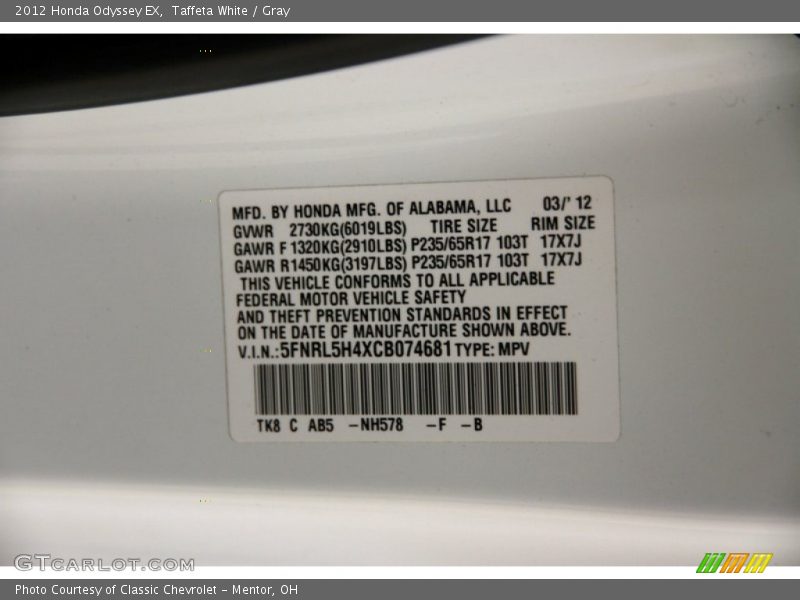 2012 Honda Odyssey EX, Taffeta White / Gray
MFD. BY HONDA MFG. OF ALABAMA, LLC 03/' 12
GVWR 2730KG(6019LBS) TIRE SIZE RIM SIZE
GAWR F 1320KG(2910LBS) P235/65R17 103T 17X7J
GAWR R1450KG(3197LBS) P235/65R17 103T 17X7J
THIS VEHICLE CONFORMS TO ALL APPLICABLE
FEDERAL MOTOR VEHICLE SAFETY
AND THEFT PREVENTION STANDARDS IN EFFECT
ON THE DATE OF MANUFACTURE SHOWN ABOVE.
V.I.N.:5FNRL5H4XCB074681 TYPE: MPV
TK8 C AB5 -NH578 -F -B
GTCARLOT.COM
Photo Courtesy of Classic Chevrolet - Mentor, OH